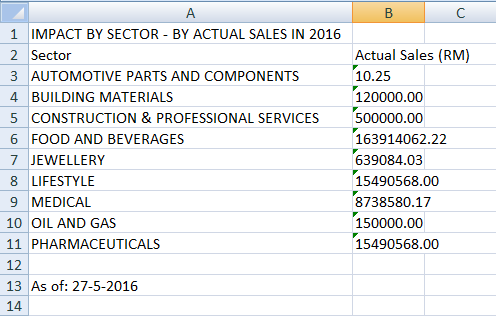 A B C
1 IMPACT BY SECTOR - BY ACTUAL SALES IN 2016
2 Sector Actual Sales (RM)
3 AUTOMOTIVE PARTS AND COMPONENTS 10.25
4 BUILDING MATERIALS 120000.00
5 CONSTRUCTION & PROFESSIONAL SERVICES 500000.00
6 FOOD AND BEVERAGES 163914062.22
7 JEWELLERY 639084.03
8 LIFESTYLE 15490568.00
9 MEDICAL 8738580.17
10 OIL AND GAS 150000.00
11 PHARMACEUTICALS 15490568.00
12
13 As of: 27-5-2016
14